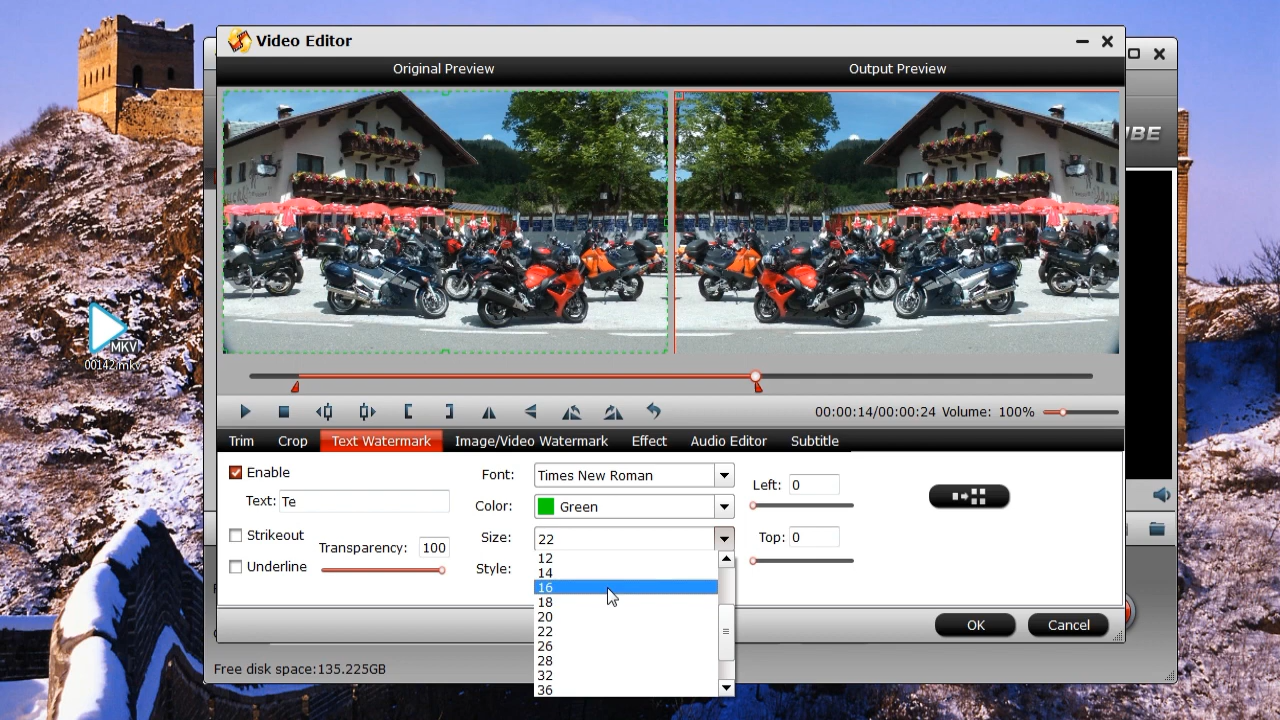 Video Editor
Original Preview
Output Preview
BE
MKV
00142.mkv
00:00:14/00:00:24 Volume: 100%
Trim
Crop
Text Watermark
Image/Video Watermark
Effect
Audio Editor
Subtitle
Enable
Text: Te
Strikeout
Underline
Transparency: 100
Font: Times New Roman
Color: Green
Size: 22
Style:
12
14
16
18
20
22
26
28
32
36
Left: 0
Top: 0
OK
Cancel
Free disk space:135.225GB